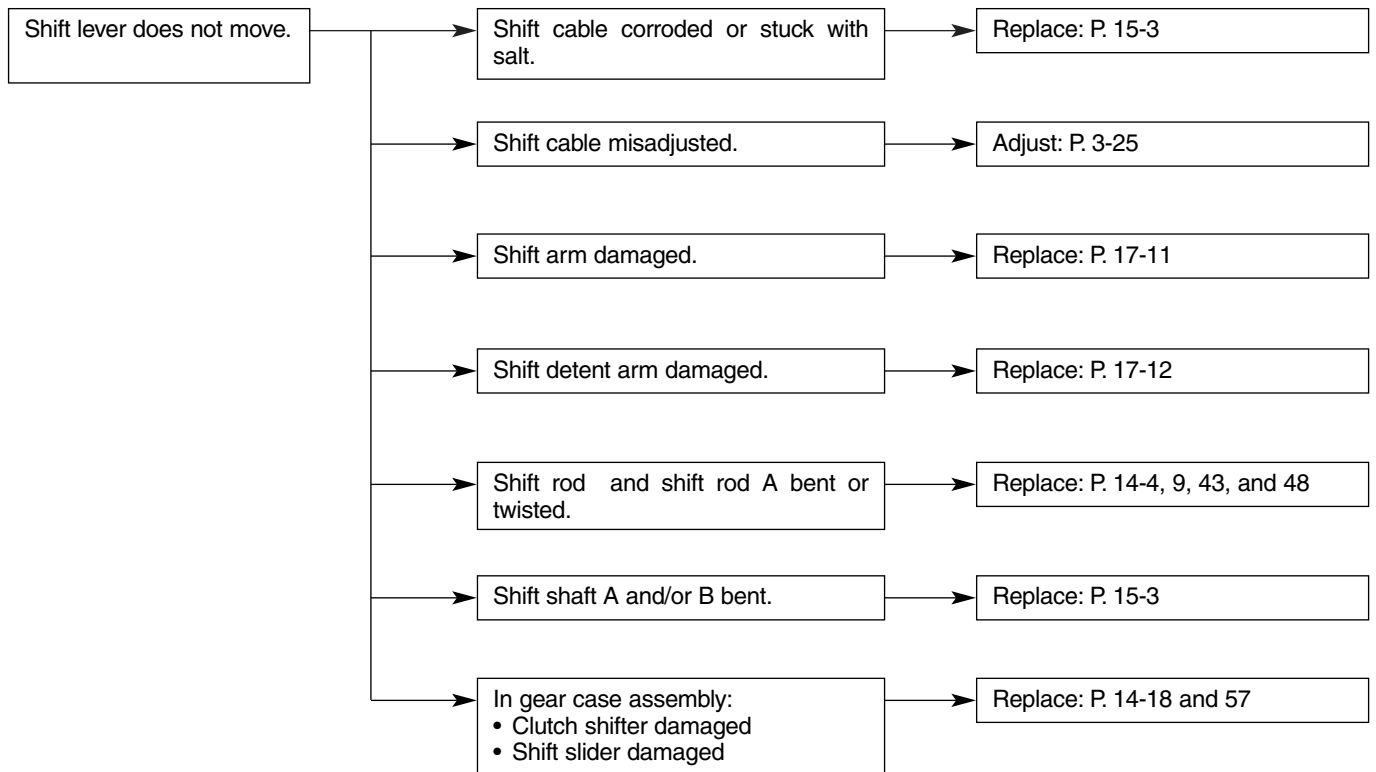 Shift lever does not move.
Shift cable corroded or stuck with
salt.
Replace: P. 15-3
Shift cable misadjusted.
Adjust: P. 3-25
Shift arm damaged.
Replace: P. 17-11
Shift detent arm damaged.
Replace: P. 17-12
Shift rod and shift rod A bent or
twisted.
Replace: P. 14-4, 9, 43, and 48
Shift shaft A and/or B bent.
Replace: P. 15-3
In gear case assembly:
• Clutch shifter damaged
• Shift slider damaged
Replace: P. 14-18 and 57